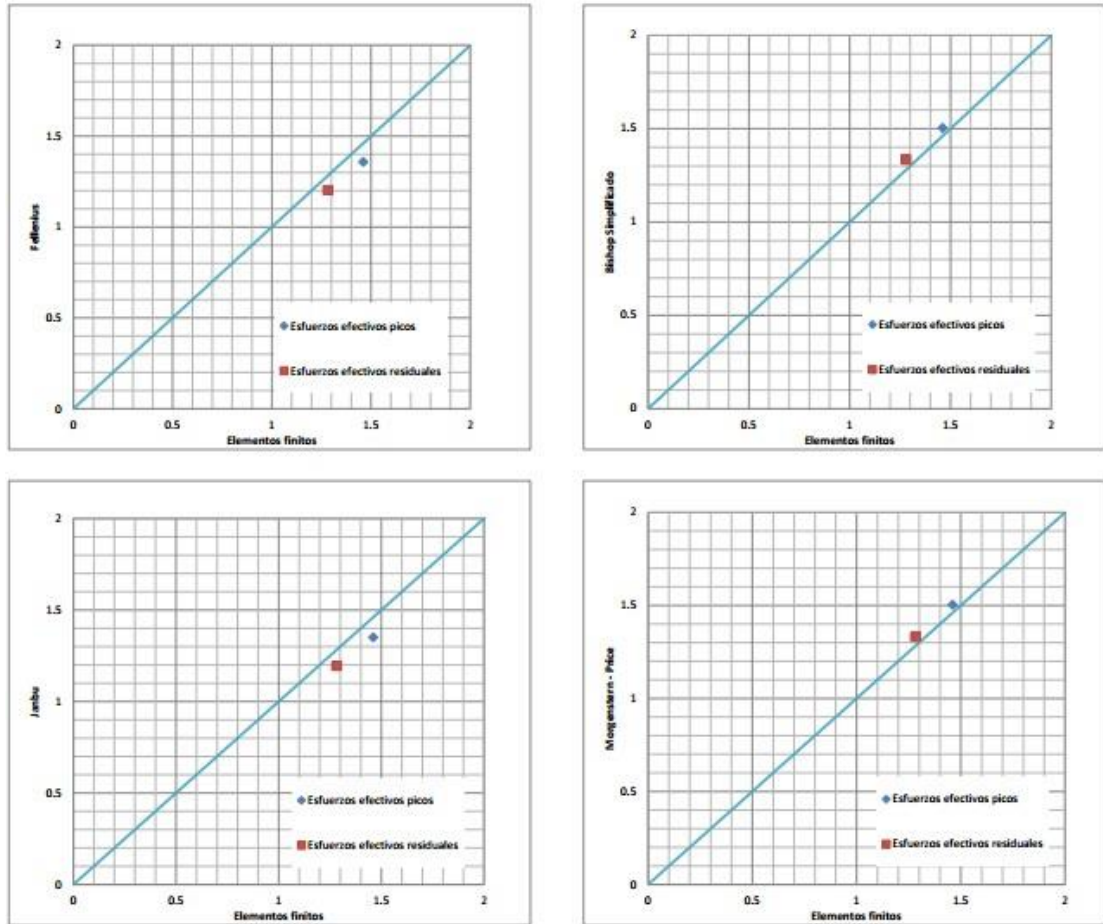 2
1.5
1
0.5
0
Fellenius
0
0.5
1
1.5
2
Elementos finitos
Esfuerzos efectivos picos
Esfuerzos efectivos residuales
2
1.5
1
0.5
0
Bishop Simplificado
0
0.5
1
1.5
2
Elementos finitos
Esfuerzos efectivos picos
Esfuerzos efectivos residuales
2
1.5
1
0.5
0
Janbu
0
0.5
1
1.5
2
Elementos finitos
Esfuerzos efectivos picos
Esfuerzos efectivos residuales
2
1.5
1
0.5
0
Morgenstern - Price
0
0.5
1
1.5
2
Elementos finitos
Esfuerzos efectivos picos
Esfuerzos efectivos residuales